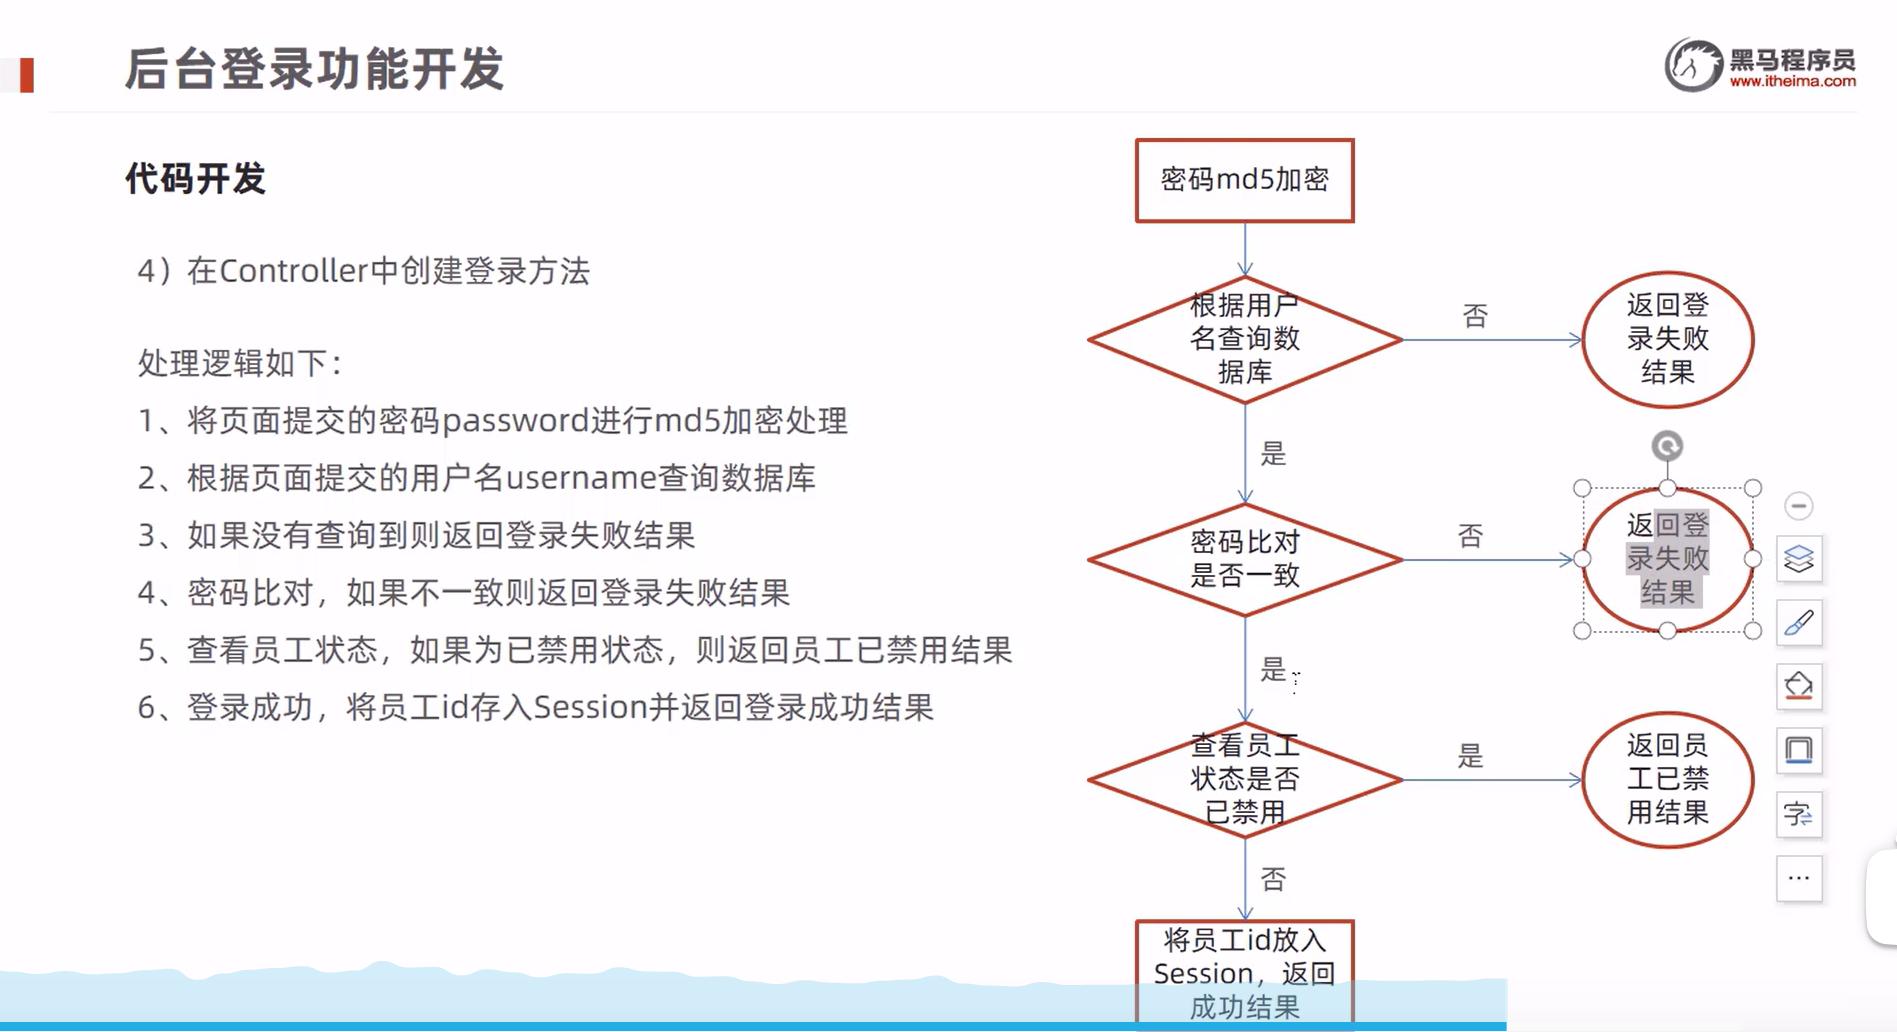 后台登录功能开发
黑马程序员
www.itheima.com
代码开发
4）在Controller中创建登录方法
处理逻辑如下：
1、将页面提交的密码password进行md5加密处理
2、根据页面提交的用户名username查询数据库
3、如果没有查询到则返回登录失败结果
4、密码比对，如果不一致则返回登录失败结果
5、查看员工状态，如果为已禁用状态，则返回员工已禁用结果
6、登录成功，将员工id存入Session并返回登录成功结果
密码md5加密
根据用户
名查询数
据库
否
返回登
录失败
结果
是
密码比对
是否一致
否
返回登
录失败
结果
是
查看员工
状态是否
已禁用
是
返回员
工已禁
用结果
否
将员工id放入
Session，返回
成功结果
字